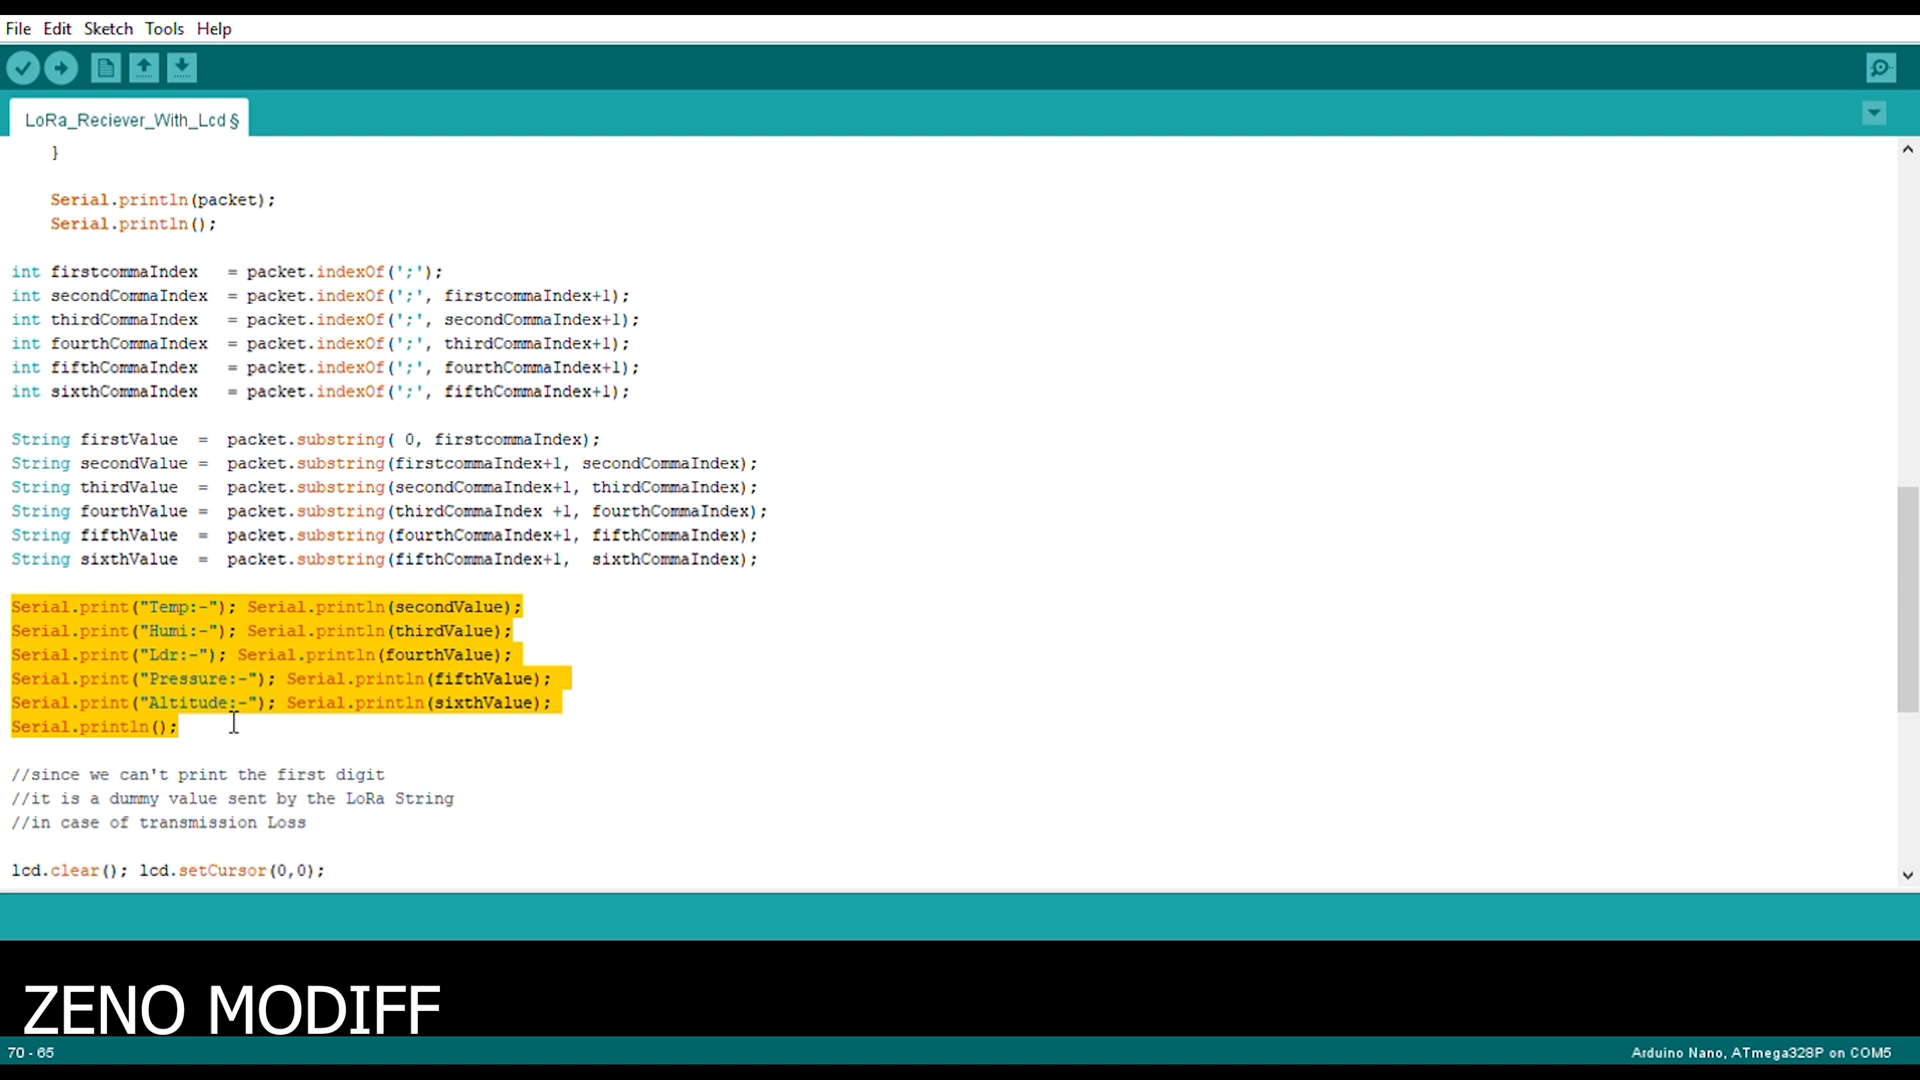 File Edit Sketch Tools Help
LoRa_Reciever_With_Lcd §
}
Serial.println(packet);
Serial.println();
int firstcommaIndex   = packet.indexOf(';');
int secondCommaIndex  = packet.indexOf(';', firstcommaIndex+1);
int thirdCommaIndex   = packet.indexOf(';', secondCommaIndex+1);
int fourthCommaIndex  = packet.indexOf(';', thirdCommaIndex+1);
int fifthCommaIndex   = packet.indexOf(';', fourthCommaIndex+1);
int sixthCommaIndex   = packet.indexOf(';', fifthCommaIndex+1);
String firstValue  =  packet.substring( 0, firstcommaIndex);
String secondValue =  packet.substring(firstcommaIndex+1, secondCommaIndex);
String thirdValue  =  packet.substring(secondCommaIndex+1, thirdCommaIndex);
String fourthValue =  packet.substring(thirdCommaIndex +1, fourthCommaIndex);
String fifthValue  =  packet.substring(fourthCommaIndex+1, fifthCommaIndex);
String sixthValue  =  packet.substring(fifthCommaIndex+1,  sixthCommaIndex);
Serial.print("Temp:-"); Serial.println(secondValue);
Serial.print("Humi:-"); Serial.println(thirdValue);
Serial.print("Ldr:-"); Serial.println(fourthValue);
Serial.print("Pressure:-"); Serial.println(fifthValue);
Serial.print("Altitude:-"); Serial.println(sixthValue);
Serial.println();
//since we can't print the first digit
//it is a dummy value sent by the LoRa String
//in case of transmission Loss
lcd.clear(); lcd.setCursor(0,0);
ZENO MODIFF
70 - 65
Arduino Nano, ATmega328P on COM5